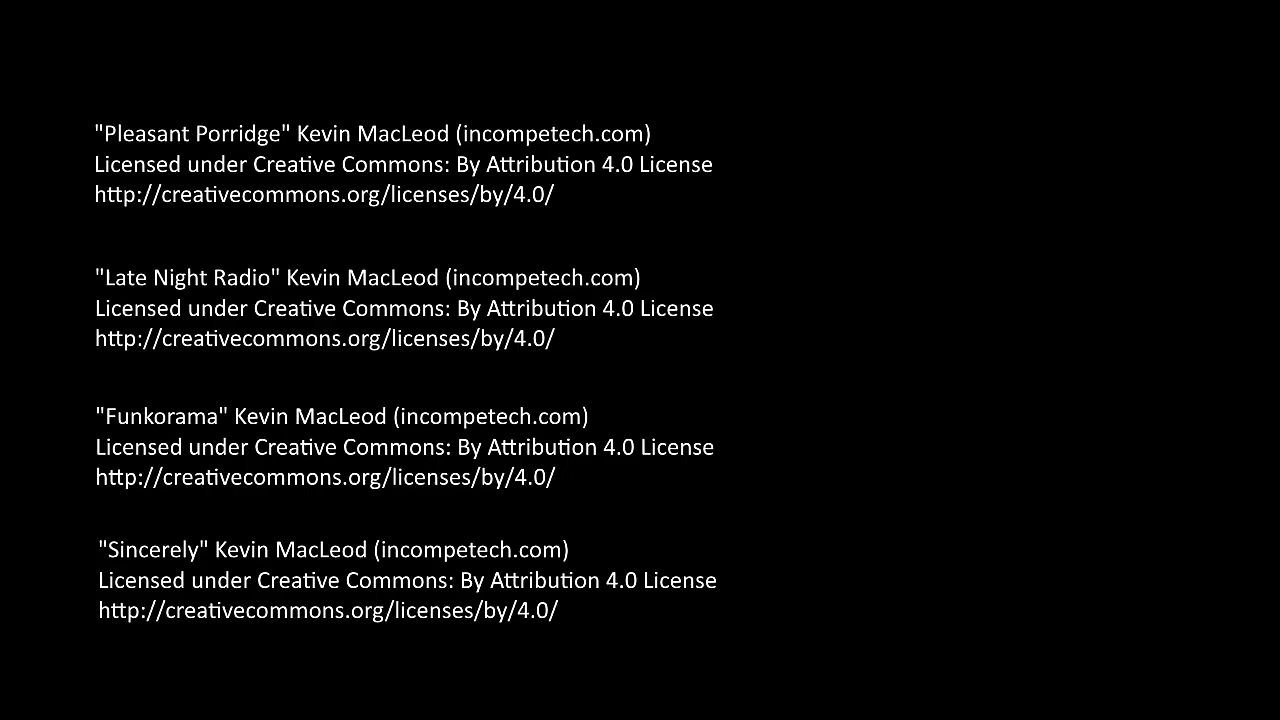 "Pleasant Porridge" Kevin MacLeod (incompetech.com)
Licensed under Creative Commons: By Attribution 4.0 License
http://creativecommons.org/licenses/by/4.0/
"Late Night Radio" Kevin MacLeod (incompetech.com)
Licensed under Creative Commons: By Attribution 4.0 License
http://creativecommons.org/licenses/by/4.0/
"Funkorama" Kevin MacLeod (incompetech.com)
Licensed under Creative Commons: By Attribution 4.0 License
http://creativecommons.org/licenses/by/4.0/
"Sincerely" Kevin MacLeod (incompetech.com)
Licensed under Creative Commons: By Attribution 4.0 License
http://creativecommons.org/licenses/by/4.0/